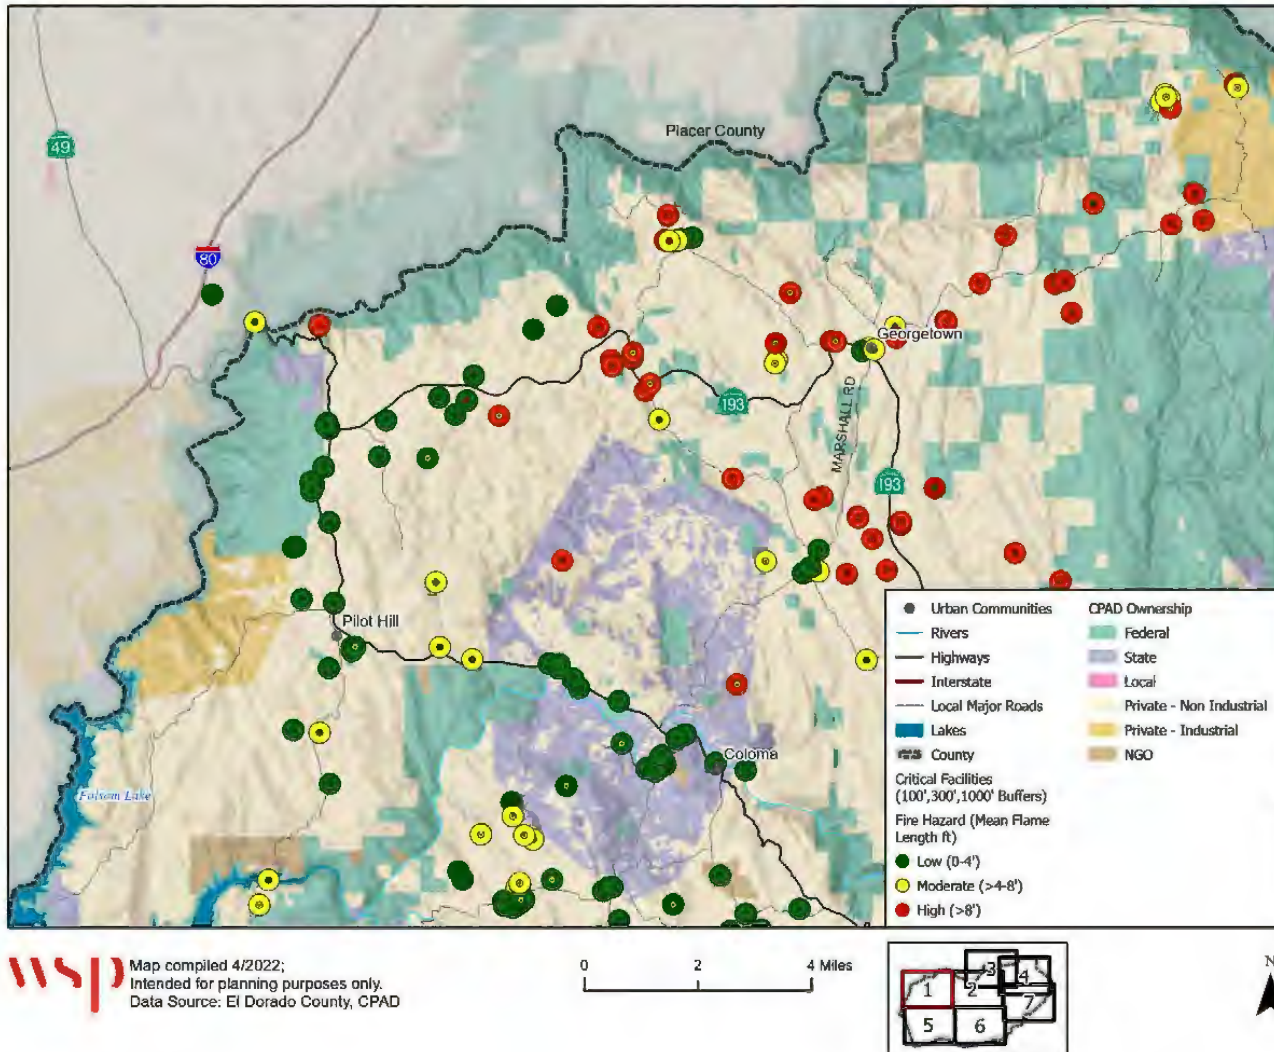 Placer County
49
80
Georgetown
193
MARSHALL RD
193
Pilot Hill
Coloma
Folsom Lake
Urban Communities
Rivers
Highways
Interstate
Local Major Roads
Lakes
County
Critical Facilities
(100',300',1000' Buffers)
Fire Hazard (Mean Flame
Length ft)
Low (0-4')
Moderate (>4-8')
High (>8')
CPAD Ownership
Federal
State
Local
Private - Non Industrial
Private - Industrial
NGO
wsp
Map compiled 4/2022;
Intended for planning purposes only.
Data Source: El Dorado County, CPAD
0 2 4 Miles
3
4
1
2
7
5
6
N